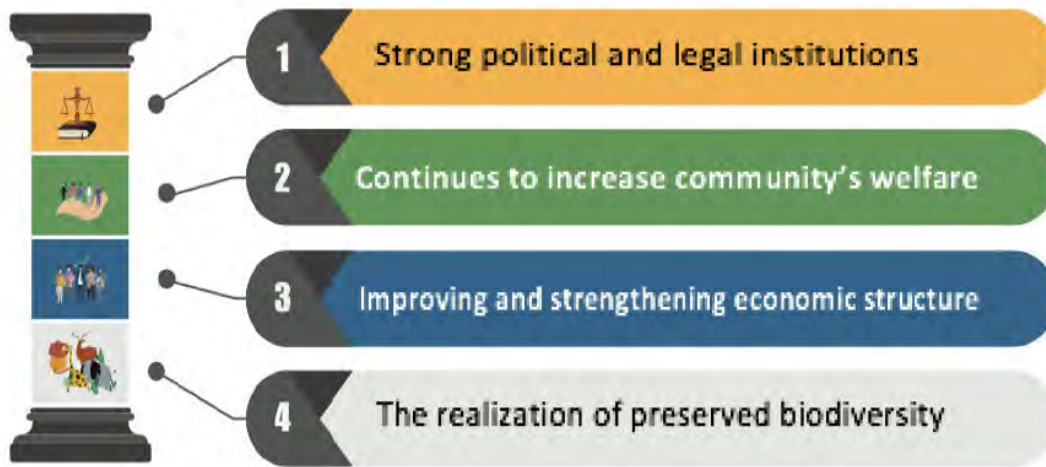 1
Strong political and legal institutions
2
Continues to increase community's welfare
3
Improving and strengthening economic structure
4
The realization of preserved biodiversity